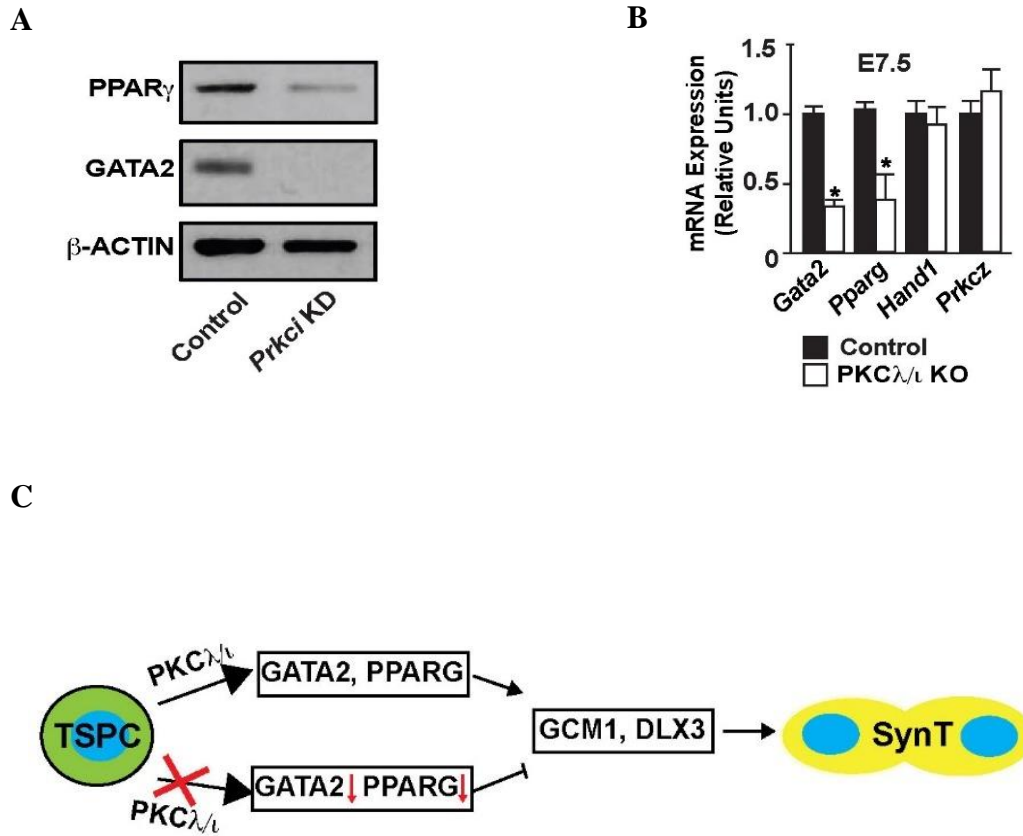 A
PPARγ
GATA2
β-ACTIN
Control
Prkci KD
B
mRNA Expression
(Relative Units)
1.5
1.0
0.5
0
E7.5
*
*
Gata2
Pparg
Hand1
Prkcz
Control
PKCλ/ι KO
C
TSPC
PKCλ/ι
GATA2, PPARG
PKCλ/ι
GATA2↓ PPARG↓
GCM1, DLX3
SynT